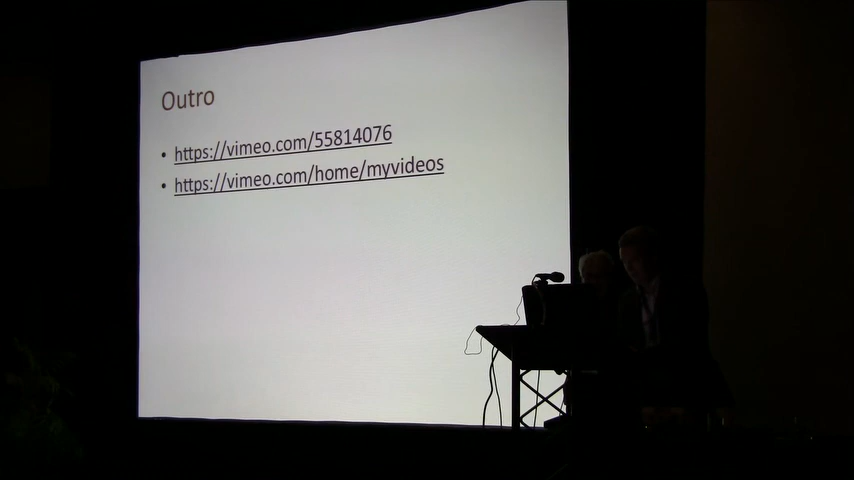 Outro
• https://vimeo.com/55814076
• https://vimeo.com/home/myvideos